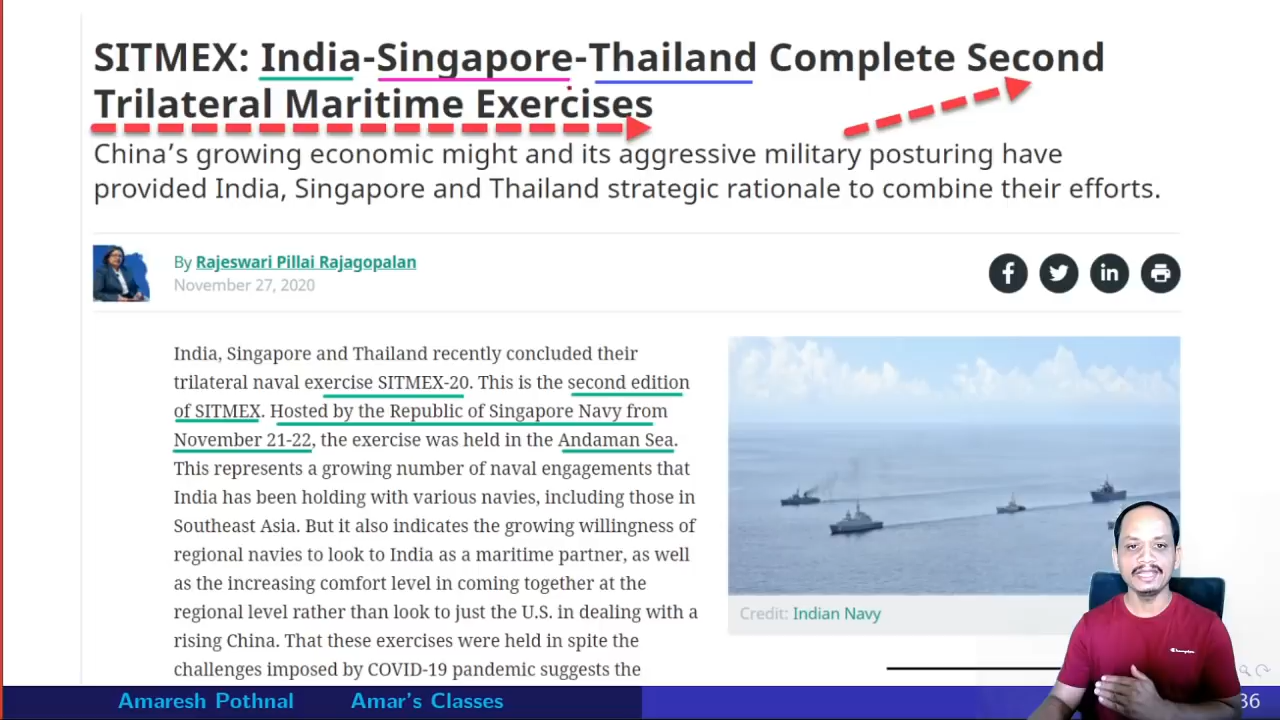 SITMEX: India-Singapore-Thailand Complete Second
Trilateral Maritime Exercises
China's growing economic might and its aggressive military posturing have
provided India, Singapore and Thailand strategic rationale to combine their efforts.
By Rajeswari Pillai Rajagopalan
November 27, 2020
India, Singapore and Thailand recently concluded their
trilateral naval exercise SITMEX-20. This is the second edition
of SITMEX. Hosted by the Republic of Singapore Navy from
November 21-22, the exercise was held in the Andaman Sea.
This represents a growing number of naval engagements that
India has been holding with various navies, including those in
Southeast Asia. But it also indicates the growing willingness of
regional navies to look to India as a maritime partner, as well
as the increasing comfort level in coming together at the
regional level rather than look to just the U.S. in dealing with a
rising China. That these exercises were held in spite the
challenges imposed by COVID-19 pandemic suggests the
Credit: Indian Navy
Champion
Amaresh Pothnal Amar's Classes
36